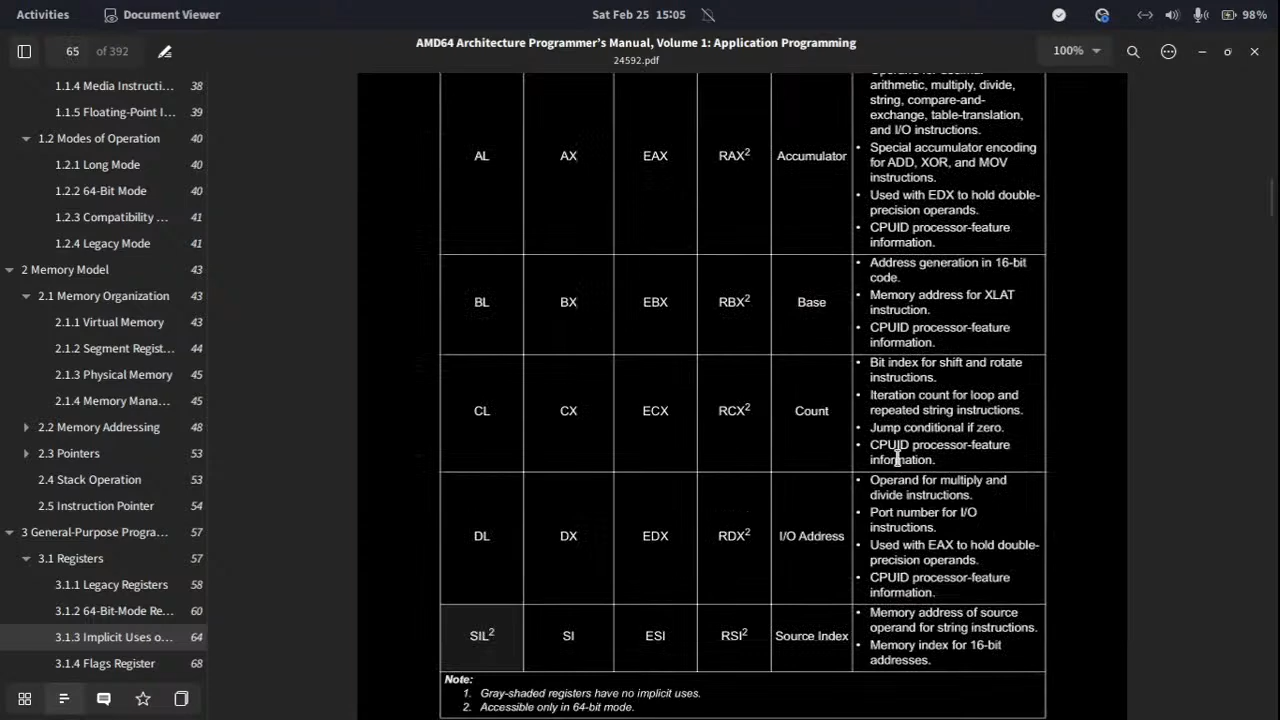 Activities
Document Viewer
Sat Feb 25 15:05
98%
65 of 392
AMD64 Architecture Programmer's Manual, Volume 1: Application Programming
24592.pdf
100%
1.1.4 Media Instructi... 38
1.1.5 Floating-Point I... 39
1.2 Modes of Operation 40
1.2.1 Long Mode 40
1.2.2 64-Bit Mode 40
1.2.3 Compatibility ... 41
1.2.4 Legacy Mode 41
2 Memory Model 43
2.1 Memory Organization 43
2.1.1 Virtual Memory 43
2.1.2 Segment Regist... 44
2.1.3 Physical Memory 45
2.1.4 Memory Mana... 45
2.2 Memory Addressing 48
2.3 Pointers 53
2.4 Stack Operation 53
2.5 Instruction Pointer 54
3 General-Purpose Progra... 57
3.1 Registers 57
3.1.1 Legacy Registers 58
3.1.2 64-Bit-Mode Re... 60
3.1.3 Implicit Uses o... 64
3.1.4 Flags Register 68
AL AX EAX RAX2 Accumulator
Operand for decimal
arithmetic, multiply, divide,
string, compare-and-
exchange, table-translation,
and I/O instructions.
• Special accumulator encoding
for ADD, XOR, and MOV
instructions.
• Used with EDX to hold double-
precision operands.
• CPUID processor-feature
information.
BL BX EBX RBX2 Base
• Address generation in 16-bit
code.
• Memory address for XLAT
instruction.
• CPUID processor-feature
information.
CL CX ECX RCX2 Count
• Bit index for shift and rotate
instructions.
• Iteration count for loop and
repeated string instructions.
• Jump conditional if zero.
• CPUID processor-feature
information.
DL DX EDX RDX2 I/O Address
• Operand for multiply and
divide instructions.
• Port number for I/O
instructions.
• Used with EAX to hold double-
precision operands.
• CPUID processor-feature
information.
SIL2 SI ESI RSI2 Source Index
• Memory address of source
operand for string instructions.
• Memory index for 16-bit
addresses.
Note:
1. Gray-shaded registers have no implicit uses.
2. Accessible only in 64-bit mode.